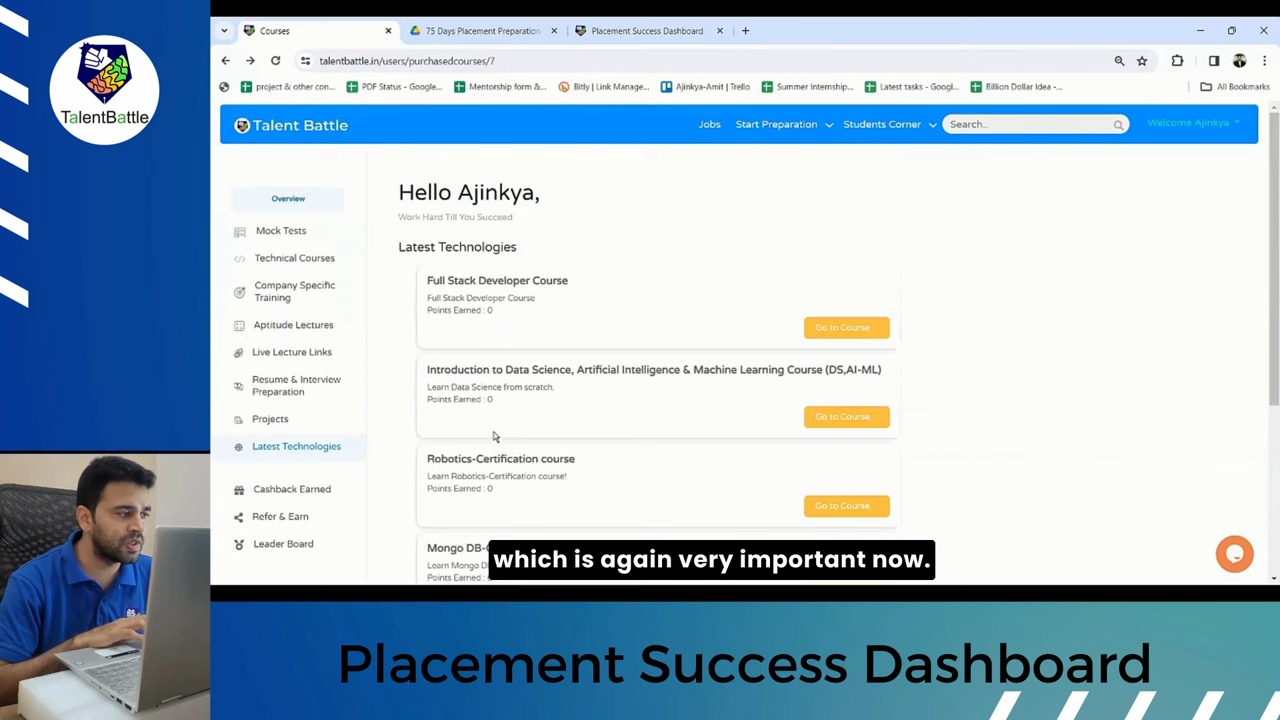 TalentBattle
Courses
75 Days Placement Preparation
Placement Success Dashboard
talentbattle.in/users/purchasedcourses/7
project & other con...
PDF Status - Google...
Mentorship form &...
Bitly | Link Manage...
Ajinkya-Amit | Trello
Summer Internship...
Latest tasks - Googl...
Billion Dollar Idea -...
All Bookmarks
Talent Battle
Jobs
Start Preparation
Students Corner
Search..
Welcome Ajinkya
Overview
Mock Tests
Technical Courses
Company Specific
Training
Aptitude Lectures
Live Lecture Links
Resume & Interview
Preparation
Projects
Latest Technologies
Cashback Earned
Refer & Earn
Leader Board
Hello Ajinkya,
Work Hard Till You Succeed
Latest Technologies
Full Stack Developer Course
Full Stack Developer Course
Points Earned : 0
Go to Course
Introduction to Data Science, Artificial Intelligence & Machine Learning Course (DS,AI-ML)
Learn Data Science from scratch.
Points Earned : 0
Go to Course
Robotics-Certification course
Learn Robotics-Certification course!
Points Earned : 0
Go to Course
Mongo DB-
Learn Mongo
Points Earned : 0
which is again very important now.
Placement Success Dashboard